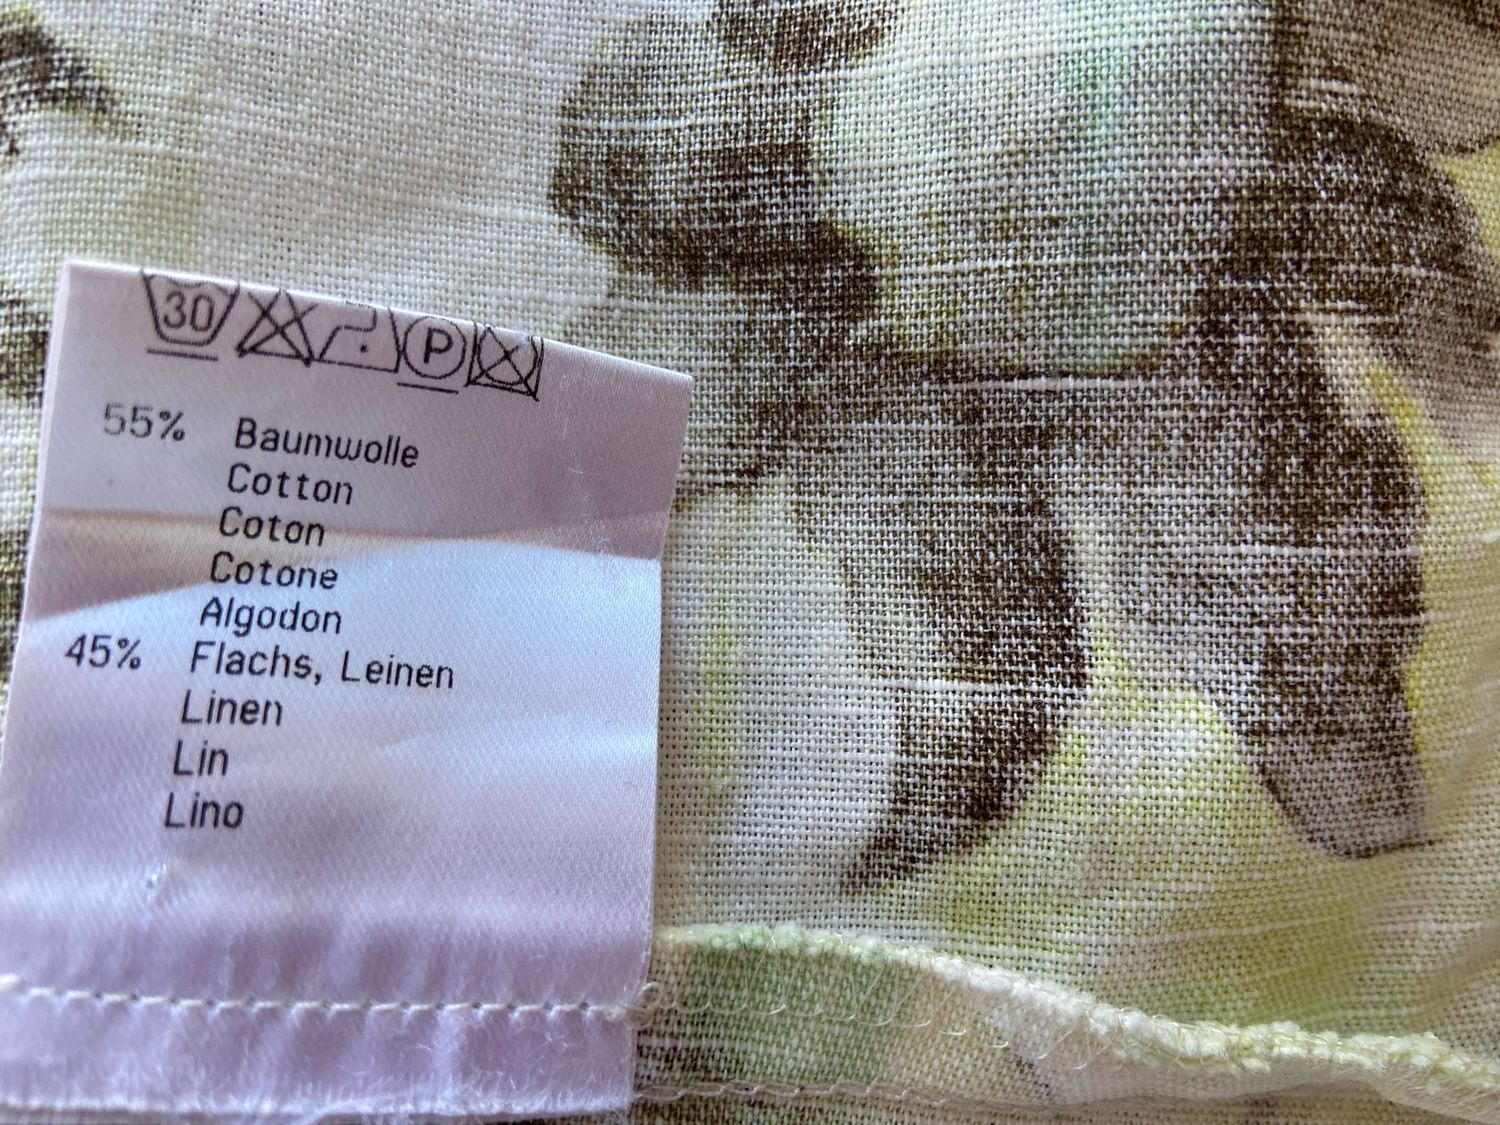 30 P
55% Baumwolle
Cotton
Coton
Cotone
Algodon
45% Flachs, Leinen
Linen
Lin
Lino